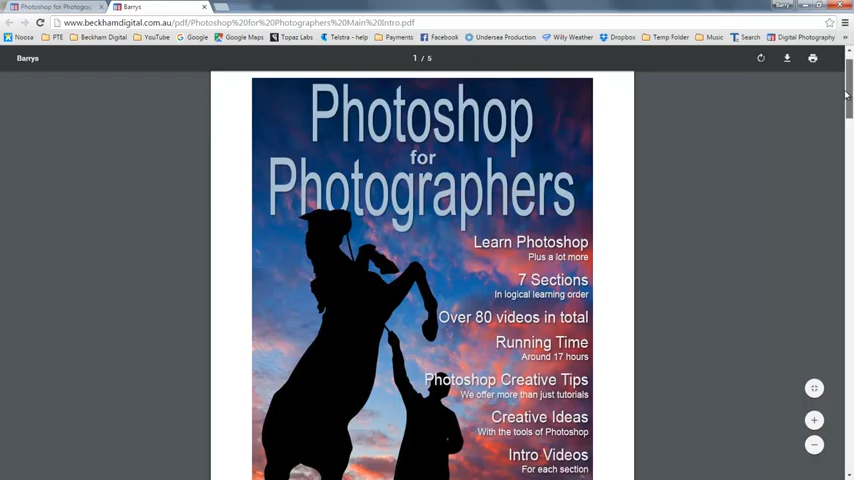 Photoshop for Photogra
Barrys
Barry
www.beckhamdigital.com.au/pdf/Photoshop%20for%20Photographers%20Main%20Intro.pdf
Noosa
PTE
Beckham Digital
YouTube
Google
Google Maps
Topaz Labs
Telstra - help
Payments
Facebook
Undersea Production
Willy Weather
Dropbox
Temp Folder
Music
Search
Digital Photography
Barrys
1 / 5
Photoshop
for
Photographers
Learn Photoshop
Plus a lot more
7 Sections
In logical learning order
Over 80 videos in total
Running Time
Around 17 hours
Photoshop Creative Tips
We offer more than just tutorials
Creative Ideas
With the tools of Photoshop
Intro Videos
For each section